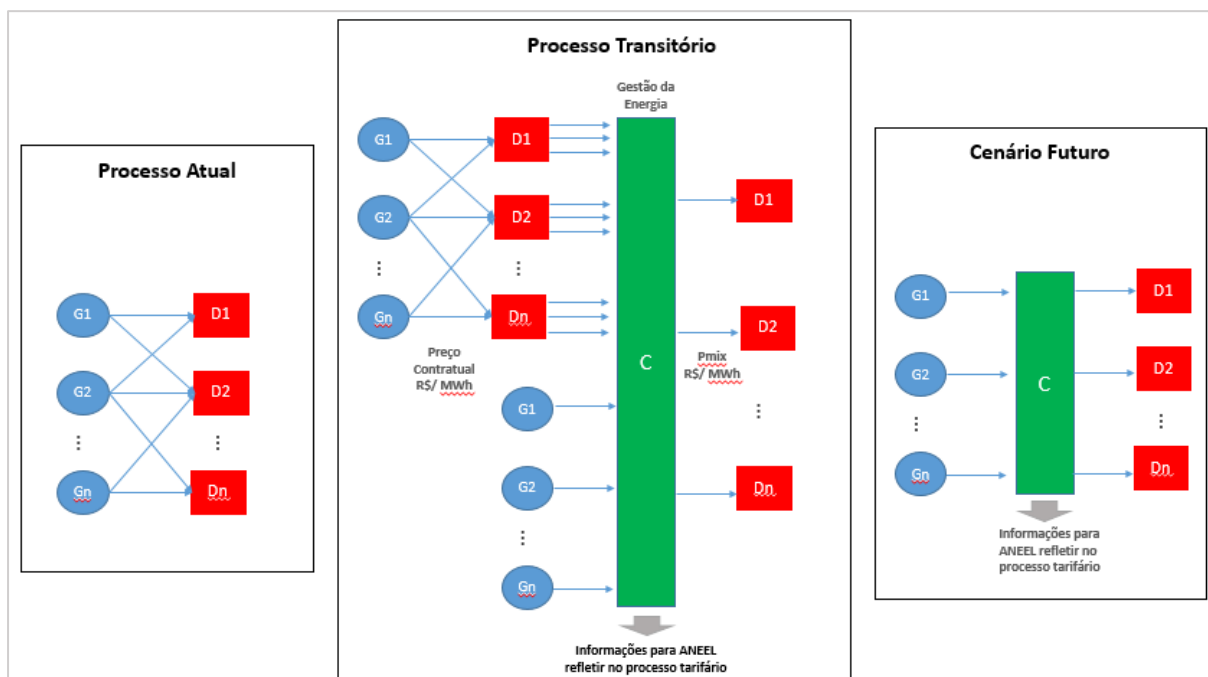 Processo Atual
G1
D1
G2
D2
⋮
⋮
Gn
Dn
Processo Transitório
Gestão da
Energia
G1
D1
G2
D2
⋮
⋮
Gn
Dn
Preço
Contratual
R$/ MWh
G1
G2
⋮
Gn
C
D1
D2
Pmix
R$/ MWh
⋮
Dn
Informações para ANEEL
refletir no processo tarifário
Cenário Futuro
G1
D1
G2
D2
C
⋮
⋮
Gn
Dn
Informações para
ANEEL refletir no
processo tarifário